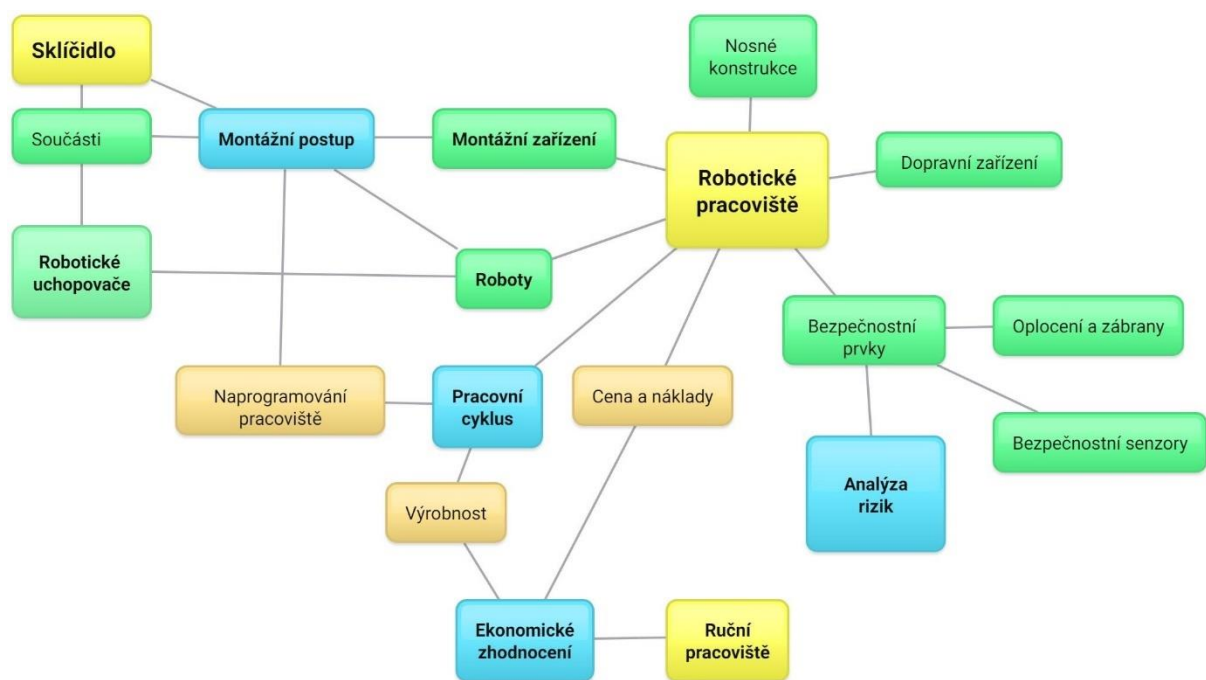 Sklíčidlo
Nosné
konstrukce
Součásti
Montážní postup
Montážní zařízení
Robotické
pracoviště
Dopravní zařízení
Robotické
uchopovače
Roboty
Bezpečnostní
prvky
Oplocení a zábrany
Naprogramování
pracoviště
Pracovní
cyklus
Cena a náklady
Bezpečnostní senzory
Analýza
rizik
Výrobnost
Ekonomické
zhodnocení
Ruční
pracoviště